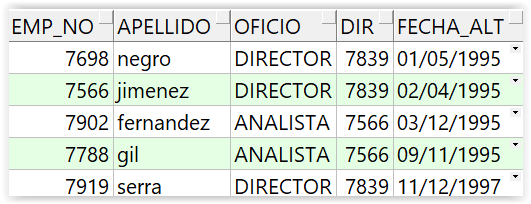 EMP_NO APELLIDO OFICIO DIR FECHA_ALT
7698 negro DIRECTOR 7839 01/05/1995
7566 jimenez DIRECTOR 7839 02/04/1995
7902 fernandez ANALISTA 7566 03/12/1995
7788 gil ANALISTA 7566 09/11/1995
7919 serra DIRECTOR 7839 11/12/1997